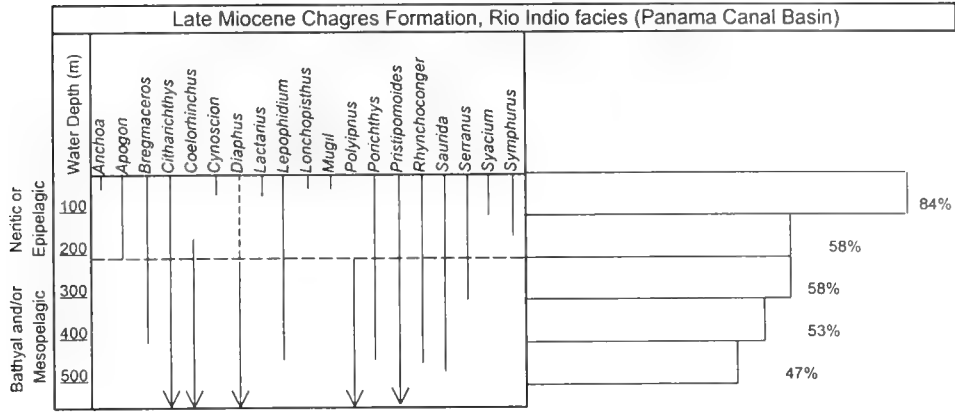 Late Miocene Chagres Formation, Rio Indio facies (Panama Canal Basin)
Water Depth (m)
Anchoa
Apogon
Bregmaceros
Citharichthys
Coelorhinchus
Cynoscion
Diaphus
Lactarius
Lepophidium
Lonchopisthus
Mugil
Polyipnus
Porichthys
Pristipomoides
Rhynchoconger
Saurida
Serranus
Syacium
Symphurus
Neritic or
Epipelagic
Bathyal and/or
Mesopelagic
100
200
300
400
500
84%
58%
58%
53%
47%